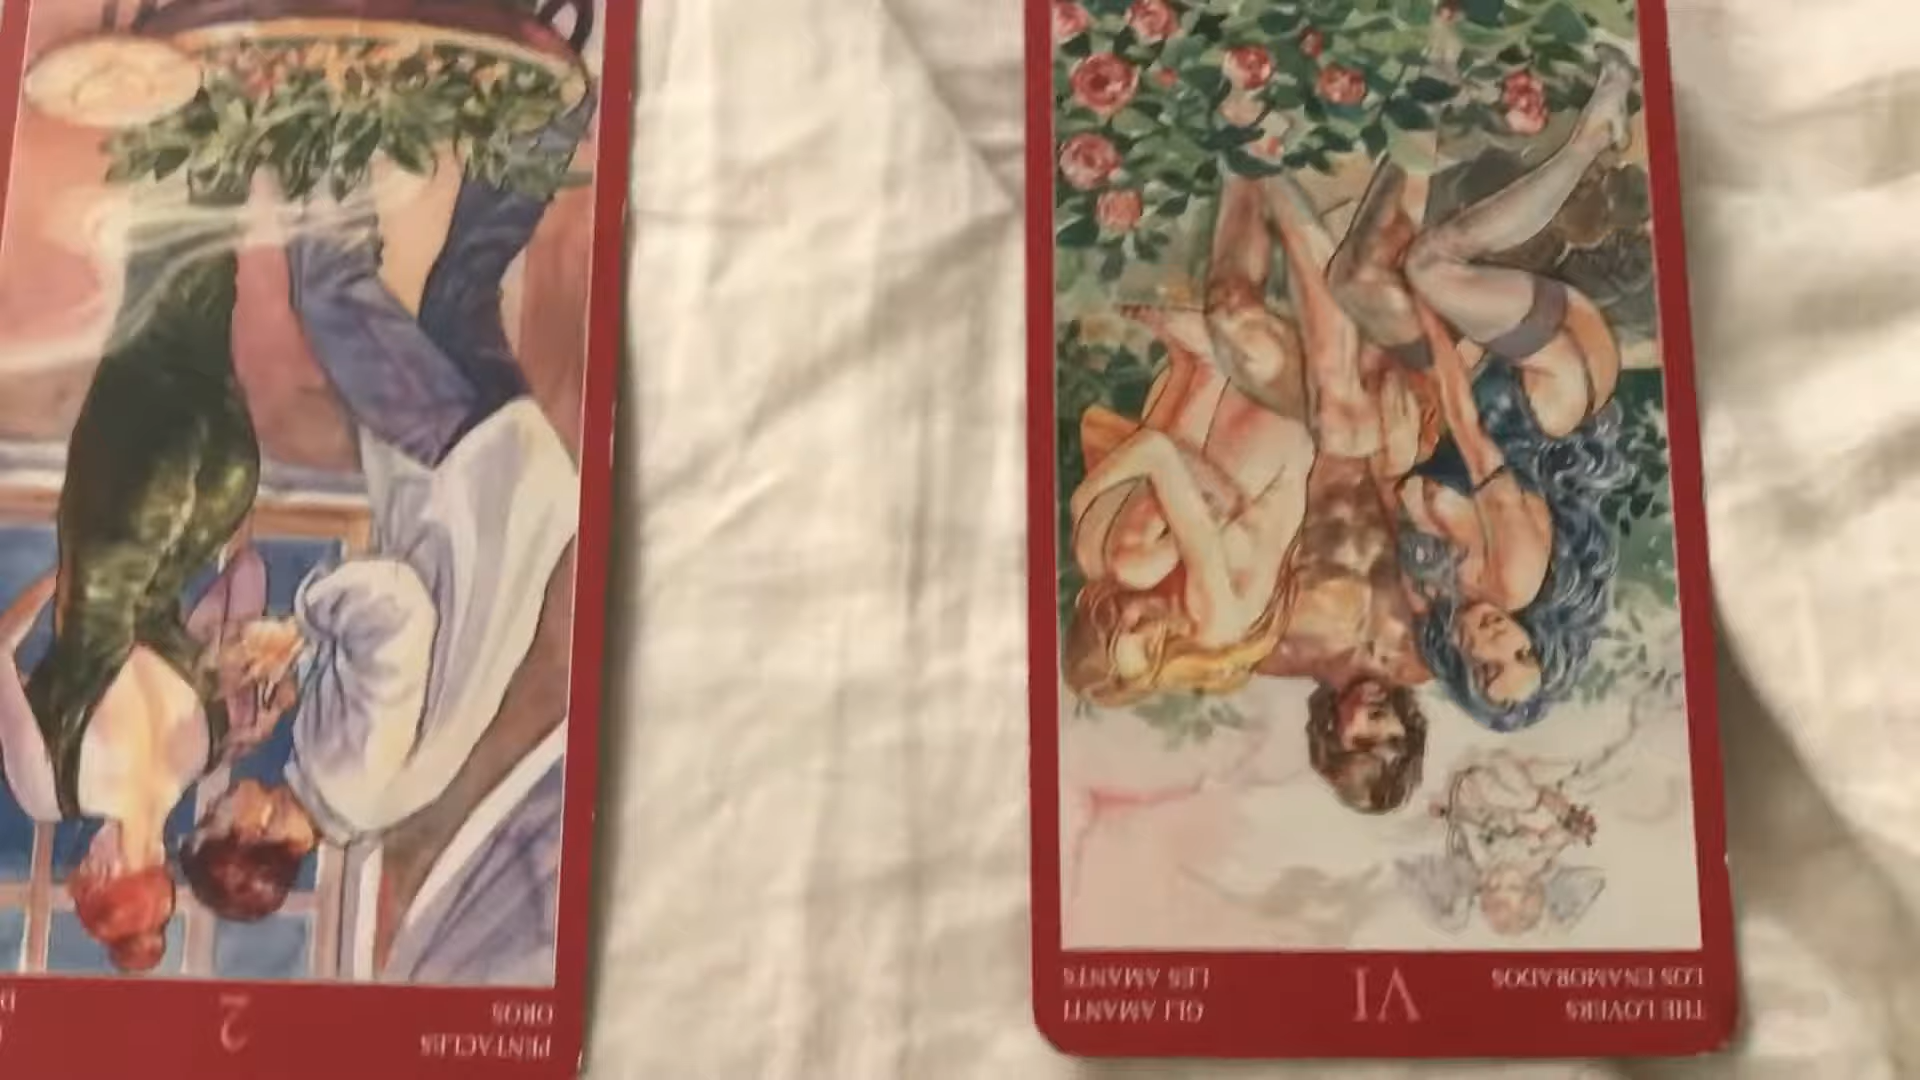 PENTACLES
OROS
2
THE LOVERS
LOS ENAMORADOS
VI
GLI AMANTI
LES AMANTS